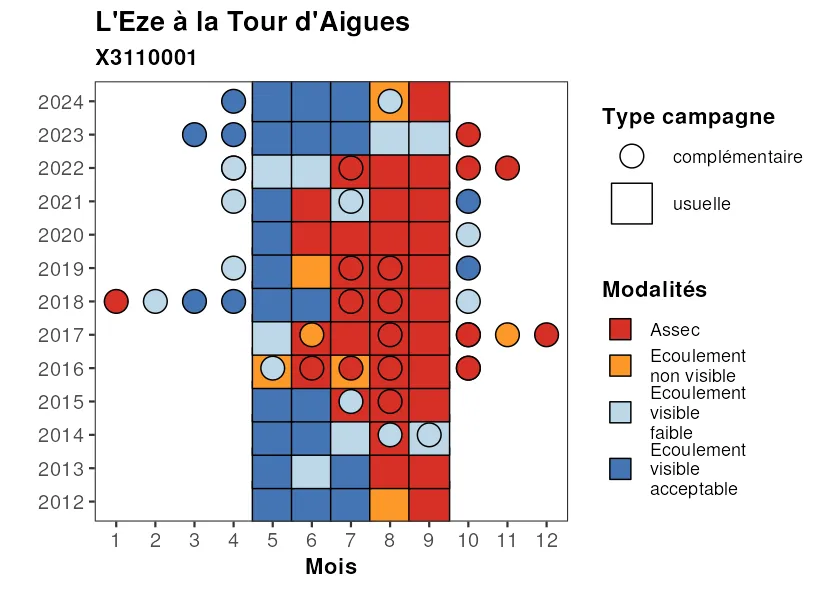 L'Eze à la Tour d'Aigues
X3110001
2024
2023
2022
2021
2020
2019
2018
2017
2016
2015
2014
2013
2012
1 2 3 4 5 6 7 8 9 10 11 12
Mois
Type campagne
complémentaire
usuelle
Modalités
Assec
Ecoulement
non visible
Ecoulement
visible
faible
Ecoulement
visible
acceptable